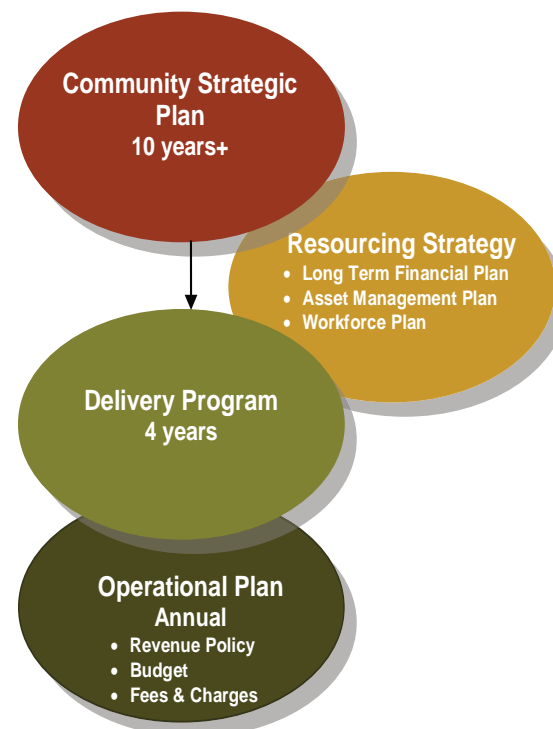 Community Strategic
Plan
10 years+
Resourcing Strategy
• Long Term Financial Plan
• Asset Management Plan
• Workforce Plan
Delivery Program
4 years
Operational Plan
Annual
• Revenue Policy
• Budget
• Fees & Charges